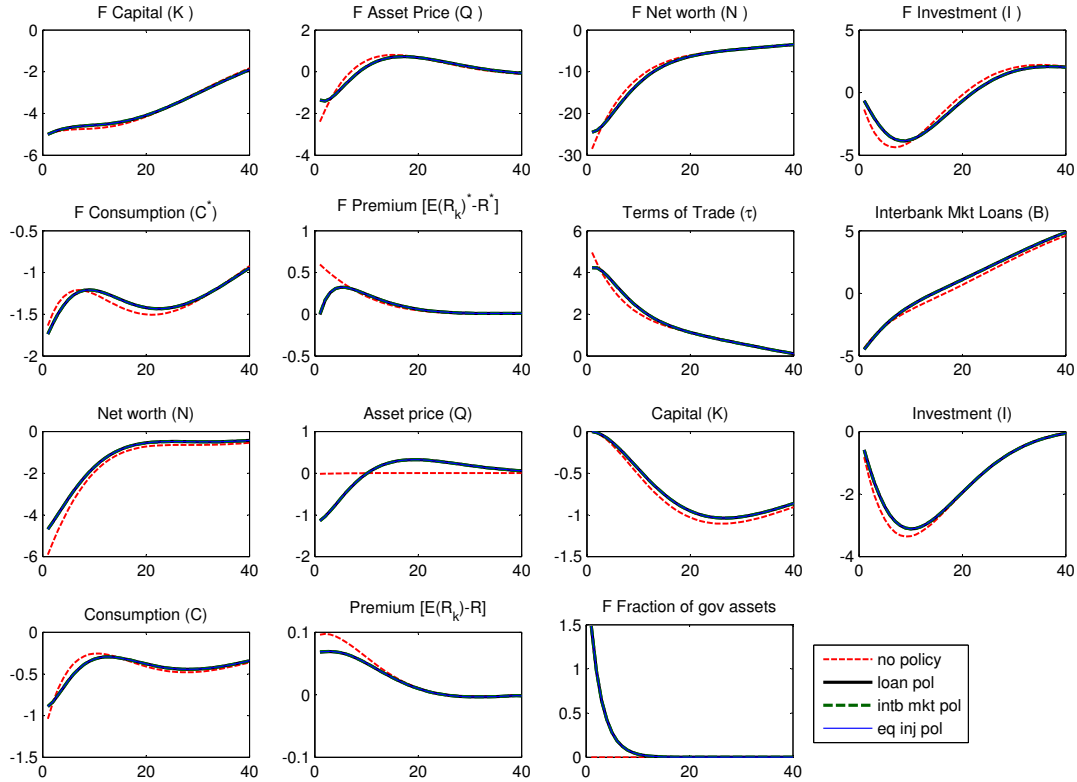 F Capital (K )
F Asset Price (Q )
F Net worth (N )
F Investment (I )
0
-2
-4
-6
0 20 40
2
0
-2
-4
0 20 40
0
-10
-20
-30
0 20 40
5
0
-5
0 20 40
F Consumption (C*)
F Premium [E(Rk)*-R*]
Terms of Trade (τ)
Interbank Mkt Loans (B)
-0.5
-1
-1.5
-2
0 20 40
1
0.5
0
-0.5
0 20 40
6
4
2
0
0 20 40
5
0
-5
0 20 40
Net worth (N)
Asset price (Q)
Capital (K)
Investment (I)
0
-2
-4
-6
0 20 40
2
1
0
-1
-2
0 20 40
0
-0.5
-1
-1.5
0 20 40
0
-2
-4
0 20 40
Consumption (C)
Premium [E(Rk)-R]
F Fraction of gov assets
0
-0.5
-1
-1.5
0 20 40
0.1
0
0.1
0 20 40
1.5
1
0.5
0
0 20 40
no policy
loan pol
intb mkt pol
eq inj pol